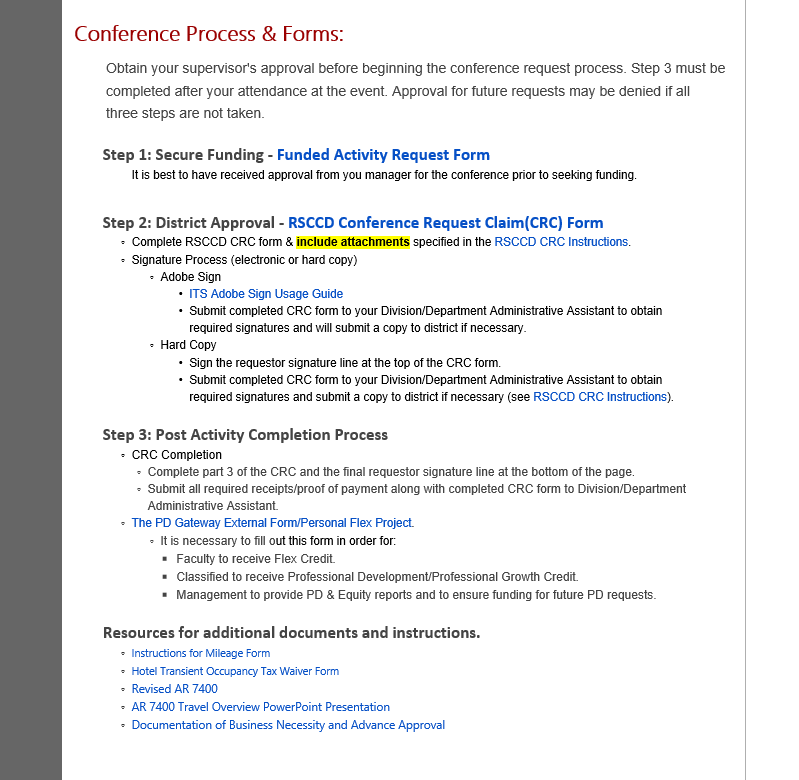 Conference Process & Forms:
Obtain your supervisor's approval before beginning the conference request process. Step 3 must be
completed after your attendance at the event. Approval for future requests may be denied if all
three steps are not taken.
Step 1: Secure Funding - Funded Activity Request Form
It is best to have received approval from you manager for the conference prior to seeking funding.
Step 2: District Approval - RSCCD Conference Request Claim(CRC) Form
◦ Complete RSCCD CRC form & include attachments specified in the RSCCD CRC Instructions.
◦ Signature Process (electronic or hard copy)
◦ Adobe Sign
• ITS Adobe Sign Usage Guide
• Submit completed CRC form to your Division/Department Administrative Assistant to obtain
required signatures and will submit a copy to district if necessary.
◦ Hard Copy
• Sign the requestor signature line at the top of the CRC form.
• Submit completed CRC form to your Division/Department Administrative Assistant to obtain
required signatures and submit a copy to district if necessary (see RSCCD CRC Instructions).
Step 3: Post Activity Completion Process
◦ CRC Completion
◦ Complete part 3 of the CRC and the final requestor signature line at the bottom of the page.
◦ Submit all required receipts/proof of payment along with completed CRC form to Division/Department
Administrative Assistant.
◦ The PD Gateway External Form/Personal Flex Project.
◦ It is necessary to fill out this form in order for:
▪ Faculty to receive Flex Credit.
▪ Classified to receive Professional Development/Professional Growth Credit.
▪ Management to provide PD & Equity reports and to ensure funding for future PD requests.
Resources for additional documents and instructions.
◦ Instructions for Mileage Form
◦ Hotel Transient Occupancy Tax Waiver Form
◦ Revised AR 7400
◦ AR 7400 Travel Overview PowerPoint Presentation
◦ Documentation of Business Necessity and Advance Approval